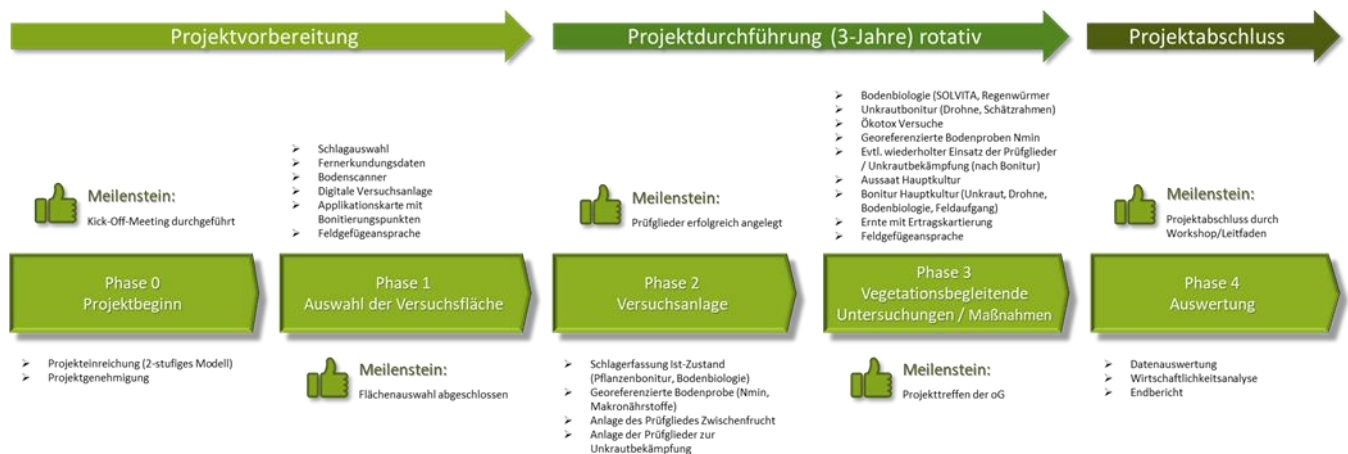 Projektvorbereitung
Projektdurchführung (3-Jahre) rotativ
Projektabschluss
Meilenstein:
Kick-Off-Meeting durchgeführt
Schlagauswahl
Fernerkundungsdaten
Bodenscanner
Digitale Versuchsanlage
Applikationskarte mit
Bonitierungspunkten
Feldgefügeansprache
Meilenstein:
Prüfglieder erfolgreich angelegt
Bodenbiologie (SOLVITA, Regenwürmer
Unkrautbonitur (Drohne, Schätzrahmen)
Ökotox Versuche
Georeferenzierte Bodenproben Nmin
Evtl. wiederholter Einsatz der Prüfglieder
/ Unkrautbekämpfung (nach Bonitur)
Aussaat Hauptkultur
Bonitur Hauptkultur (Unkraut, Drohne,
Bodenbiologie, Feldaufgang)
Ernte mit Ertragskartierung
Feldgefügeansprache
Meilenstein:
Projektabschluss durch
Workshop/Leitfaden
Phase 0
Projektbeginn
Phase 1
Auswahl der Versuchsfläche
Phase 2
Versuchsanlage
Phase 3
Vegetationsbegleitende
Untersuchungen / Maßnahmen
Phase 4
Auswertung
Projekteinreichung (2-stufiges Modell)
Projektgenehmigung
Meilenstein:
Flächenauswahl abgeschlossen
Schlagerfassung Ist-Zustand
(Pflanzenbonitur, Bodenbiologie)
Georeferenzierte Bodenprobe (Nmin,
Makronährstoffe)
Anlage des Prüfgliedes Zwischenfrucht
Anlage der Prüfglieder zur
Unkrautbekämpfung
Meilenstein:
Projekttreffen der oG
Datenauswertung
Wirtschaftlichkeitsanalyse
Endbericht